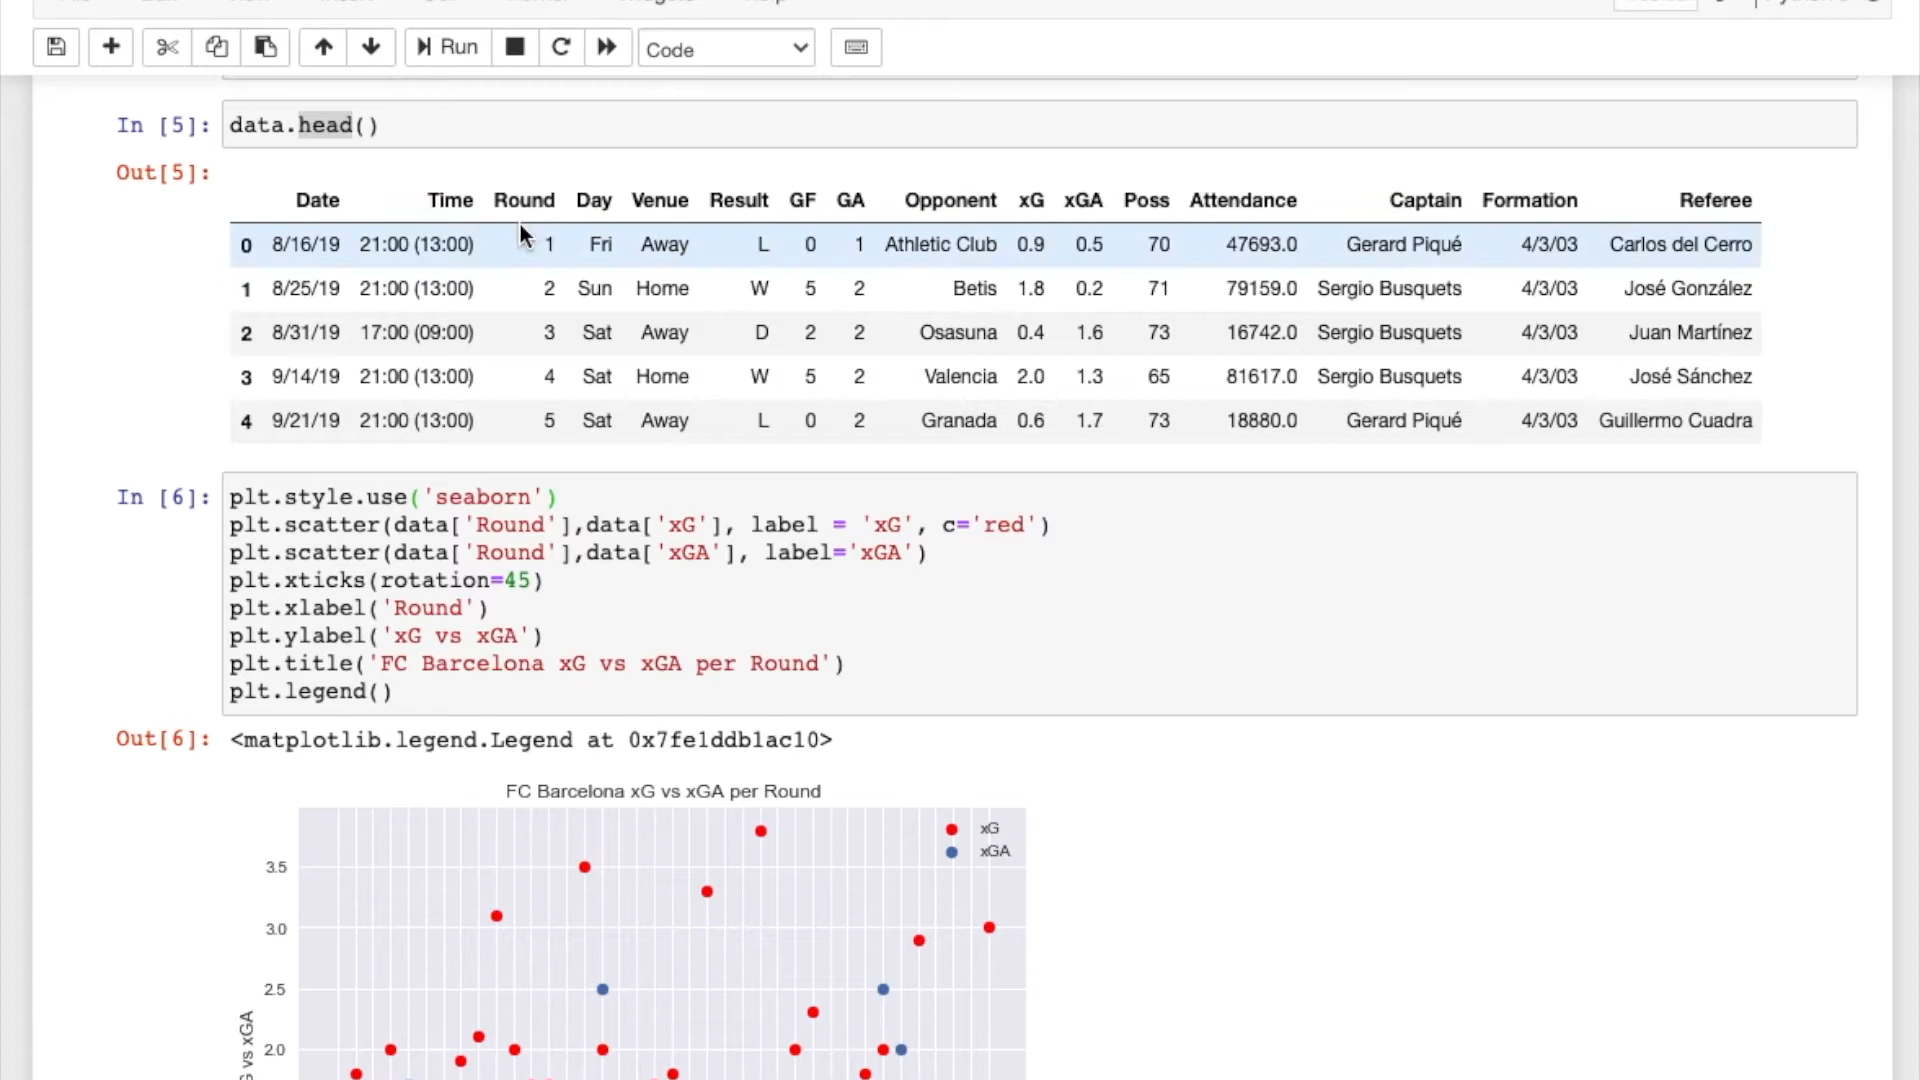 Run Code
In [5]: data.head()
Out[5]:
Date Time Round Day Venue Result GF GA Opponent xG xGA Poss Attendance Captain Formation Referee
0 8/16/19 21:00 (13:00) 1 Fri Away L 0 1 Athletic Club 0.9 0.5 70 47693.0 Gerard Piqué 4/3/03 Carlos del Cerro
1 8/25/19 21:00 (13:00) 2 Sun Home W 5 2 Betis 1.8 0.2 71 79159.0 Sergio Busquets 4/3/03 José González
2 8/31/19 17:00 (09:00) 3 Sat Away D 2 2 Osasuna 0.4 1.6 73 16742.0 Sergio Busquets 4/3/03 Juan Martínez
3 9/14/19 21:00 (13:00) 4 Sat Home W 5 2 Valencia 2.0 1.3 65 81617.0 Sergio Busquets 4/3/03 José Sánchez
4 9/21/19 21:00 (13:00) 5 Sat Away L 0 2 Granada 0.6 1.7 73 18880.0 Gerard Piqué 4/3/03 Guillermo Cuadra
In [6]: plt.style.use('seaborn')
plt.scatter(data['Round'],data['xG'], label = 'xG', c='red')
plt.scatter(data['Round'],data['xGA'], label='xGA')
plt.xticks(rotation=45)
plt.xlabel('Round')
plt.ylabel('xG vs xGA')
plt.title('FC Barcelona xG vs xGA per Round')
plt.legend()
Out[6]: <matplotlib.legend.Legend at 0x7fe1ddb1ac10>
FC Barcelona xG vs xGA per Round
xG
xGA
3.5
3.0
2.5
2.0
vs xGA